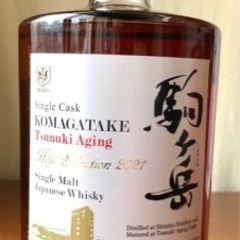 Single Cask
KOMAGATAKE
Tsunuki Aging
Selection 2021
Single Malt
Japanese Whisky
駒ヶ岳
Distilled at Shinshu Distillery and
Matured at Tsunuki Aging Cellar